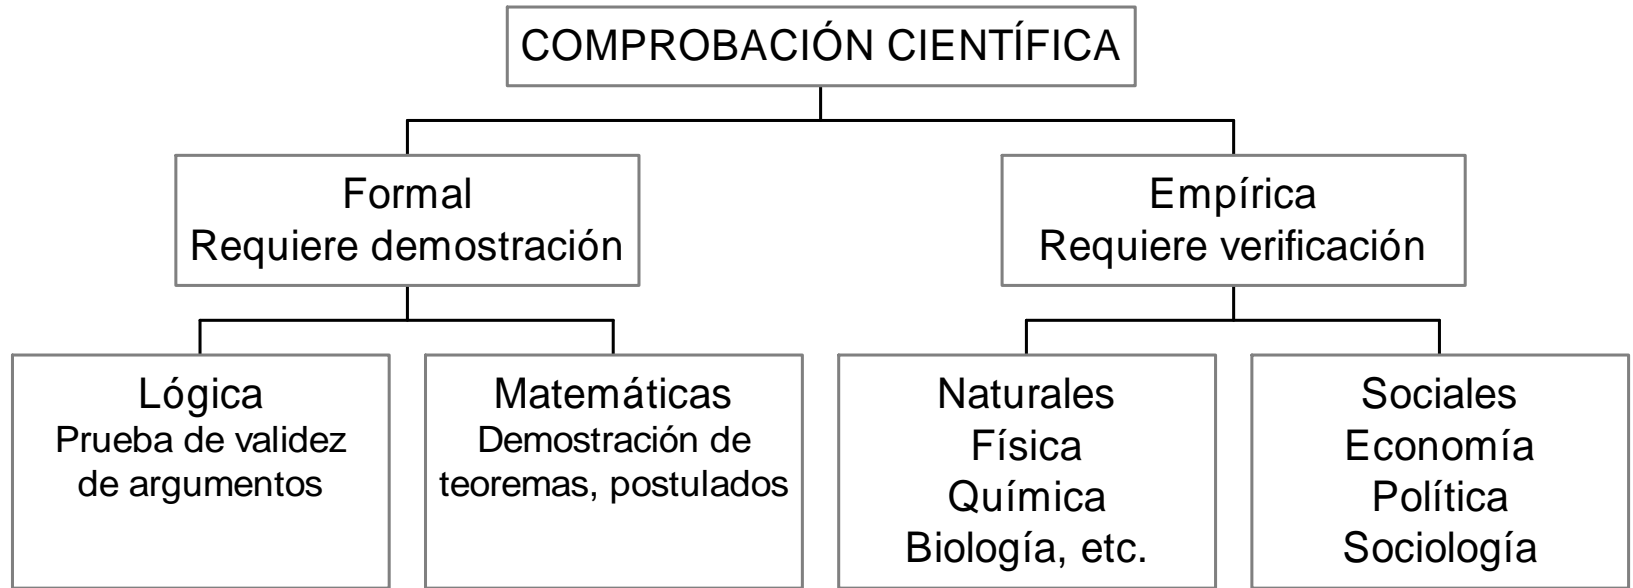 COMPROBACIÓN CIENTÍFICA
Formal
Requiere demostración
Empírica
Requiere verificación
Lógica
Prueba de validez
de argumentos
Matemáticas
Demostración de
teoremas, postulados
Naturales
Física
Química
Biología, etc.
Sociales
Economía
Política
Sociología